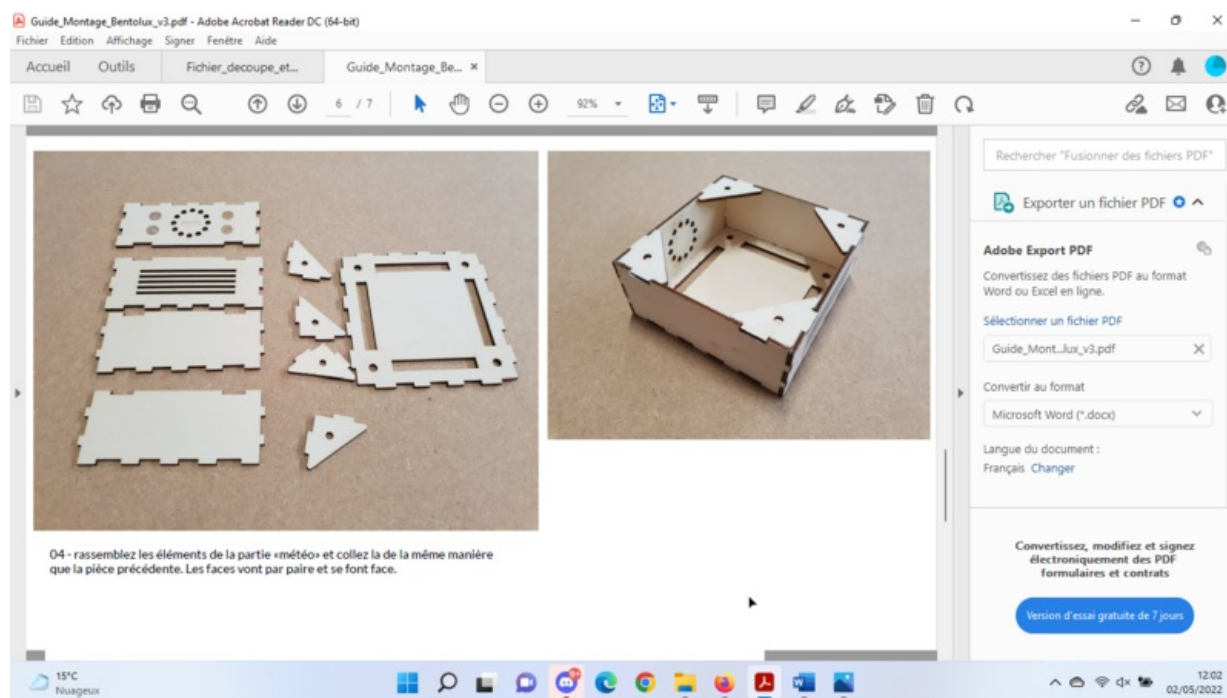 Guide_Montage_Bentolux_v3.pdf - Adobe Acrobat Reader DC (64-bit)
Fichier Edition Affichage Signer Fenêtre Aide
Accueil Outils Fichier_decoupe_et... Guide_Montage_Be... ×
6 / 7 92%
Rechercher "Fusionner des fichiers PDF"
Exporter un fichier PDF
Adobe Export PDF
Convertissez des fichiers PDF au format
Word ou Excel en ligne.
Sélectionner un fichier PDF
Guide_Mont...lux_v3.pdf
Convertir au format
Microsoft Word (*.docx)
Langue du document :
Français Changer
04 - rassemblez les éléments de la partie «météo» et collez la de la même manière
que la pièce précédente. Les faces vont par paire et se font face.
Convertissez, modifiez et signez
électroniquement des PDF
formulaires et contrats
Version d'essai gratuite de 7 jours
15°C
Nuageux
12:02
02/05/2023